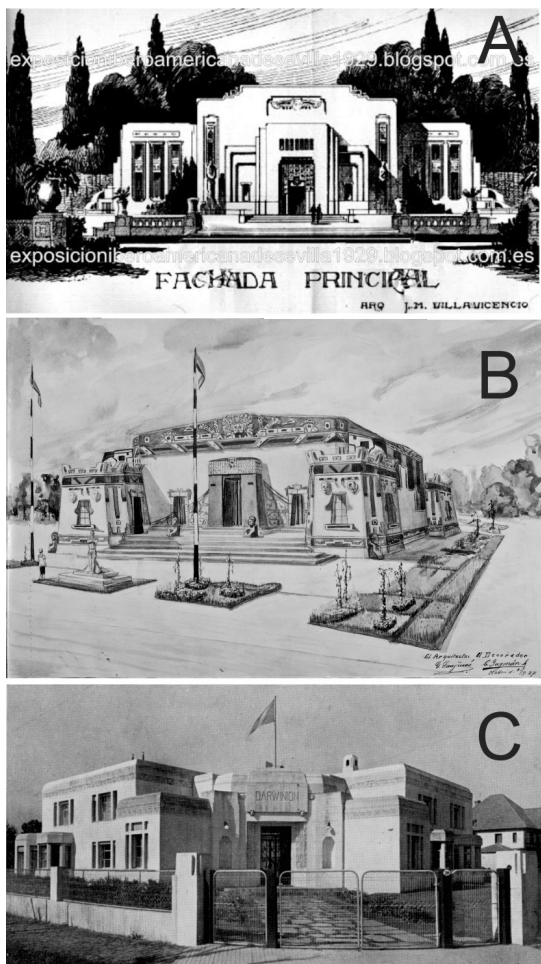 A
exposicioniberoamericanadesevilla1929.blogspot.com.es
exposicioniberoamericanadesevilla1929.blogspot.com.es
FACHADA PRINCIPAL
ARQ J.M. VILLAVICENCIO
B
El Arquitecto El Decorador
C
DARWINION